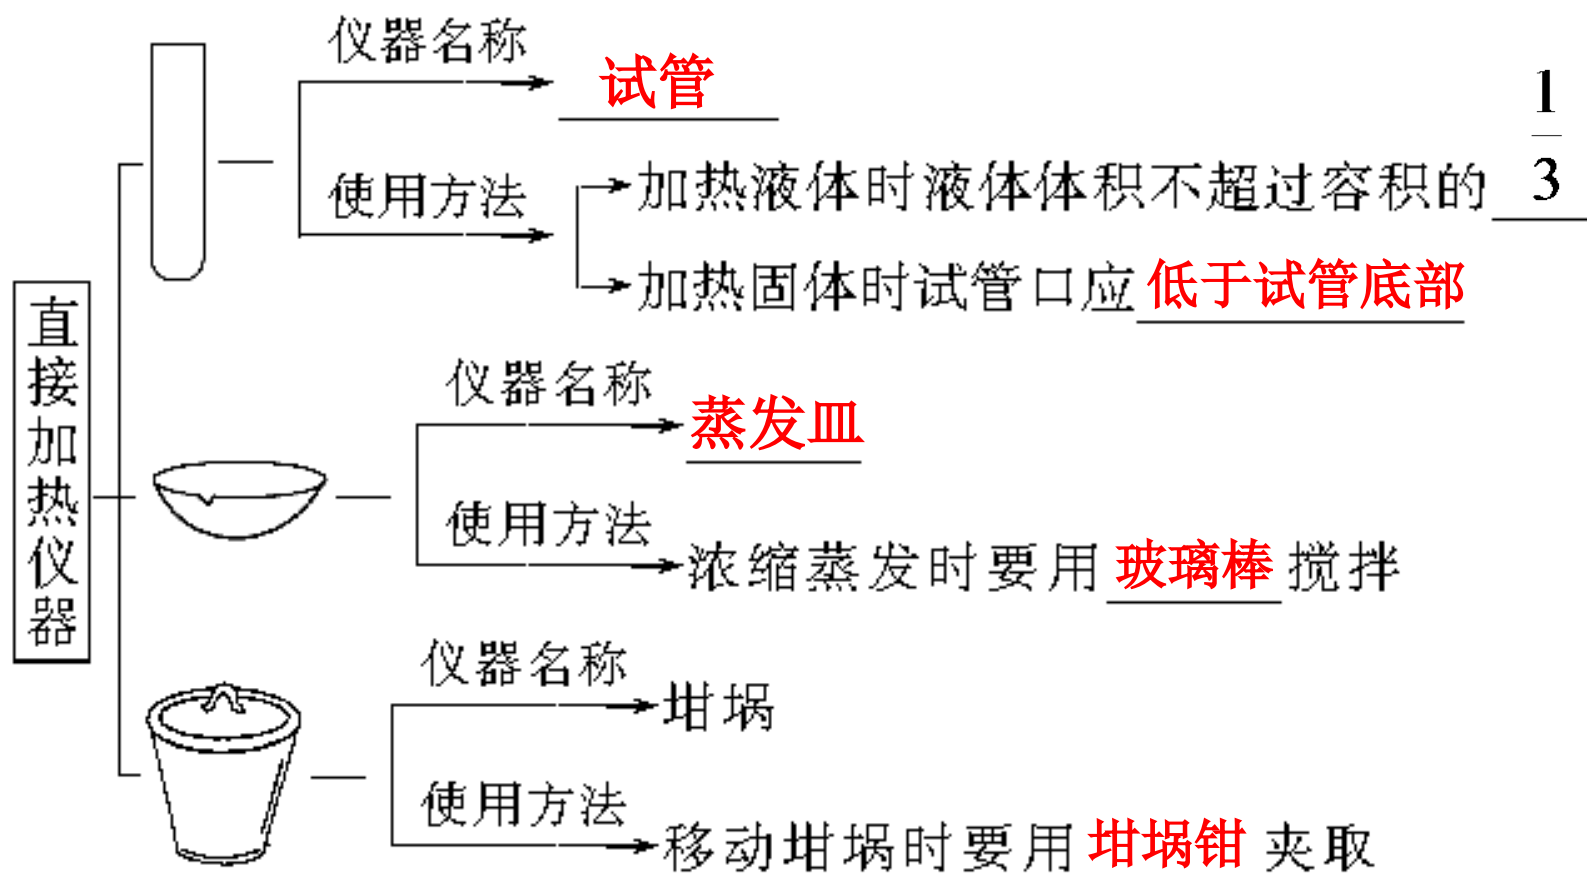 直接加热仪器
仪器名称
试管
使用方法
加热液体时液体体积不超过容积的 1/3
加热固体时试管口应低于试管底部
仪器名称
蒸发皿
使用方法
浓缩蒸发时要用玻璃棒搅拌
仪器名称
坩埚
使用方法
移动坩埚时要用坩埚钳夹取